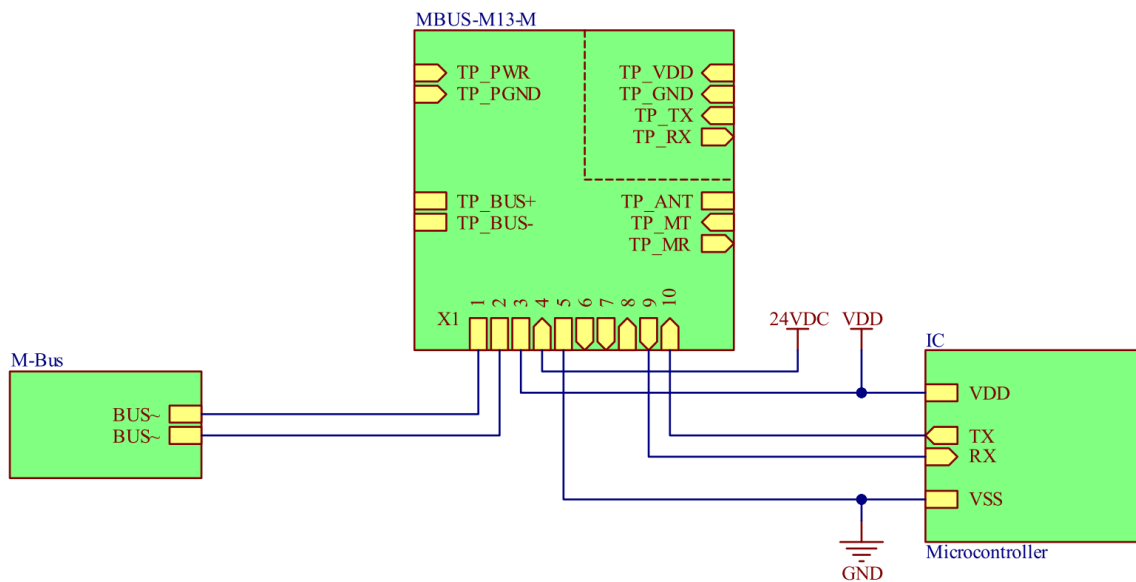 MBUS-M13-M
TP_PWR
TP_PGND
TP_BUS+
TP_BUS-
TP_VDD
TP_GND
TP_TX
TP_RX
TP_ANT
TP_MT
TP_MR
X1
1 2 3 4 5 6 7 8 9 10
M-Bus
BUS~
BUS~
24VDC
VDD
IC
VDD
TX
RX
VSS
Microcontroller
GND